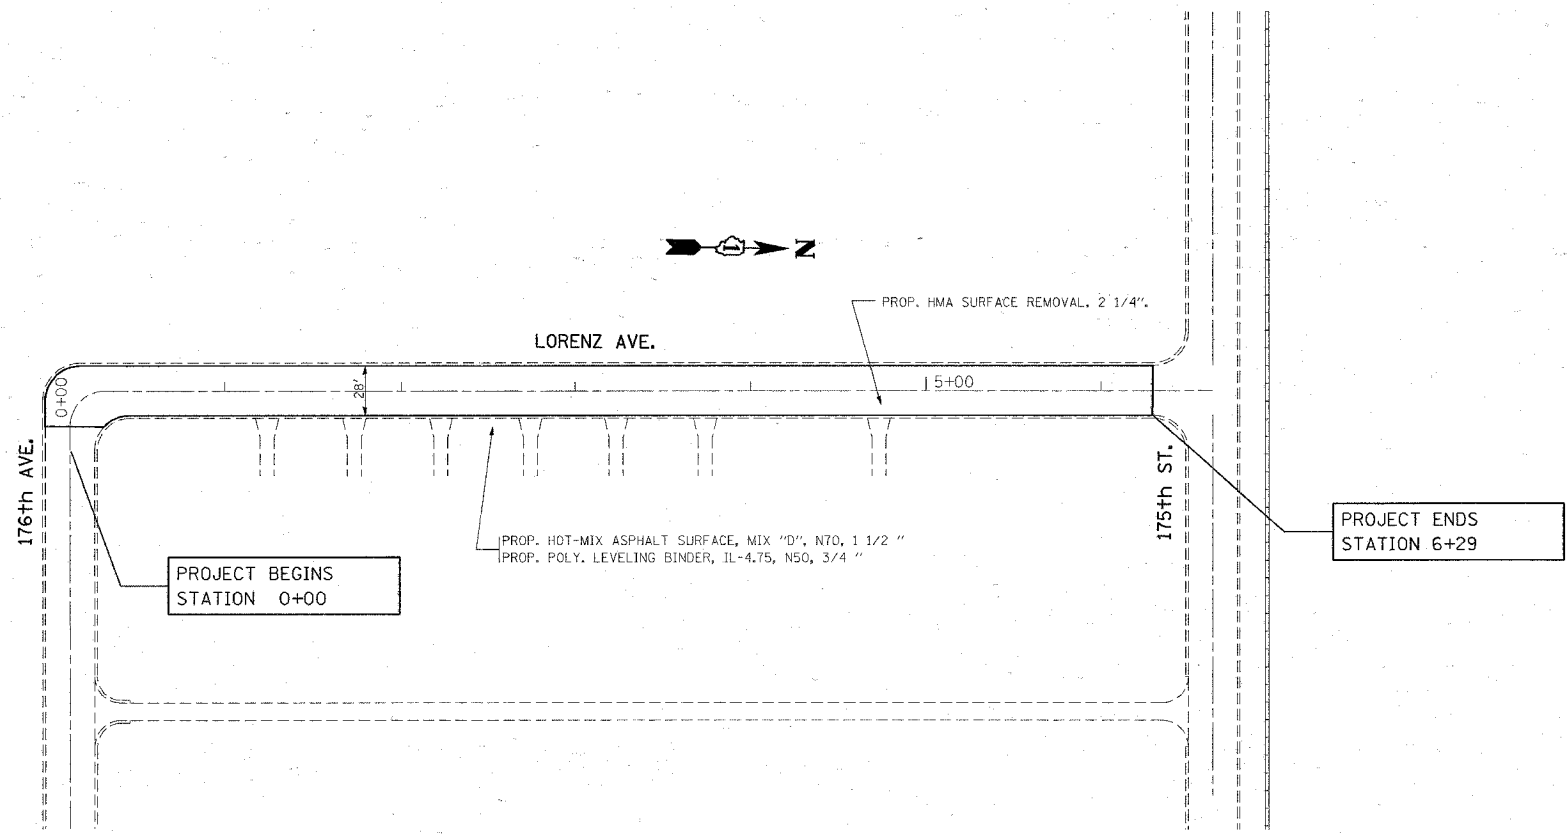 1
N
PROP. HMA SURFACE REMOVAL, 2 1/4".
LORENZ AVE.
0+00
28'
5+00
176th AVE.
175th ST.
PROP. HOT-MIX ASPHALT SURFACE, MIX "D", N70, 1 1/2 "
PROP. POLY. LEVELING BINDER, IL-4.75, N50, 3/4 "
PROJECT BEGINS
STATION 0+00
PROJECT ENDS
STATION 6+29